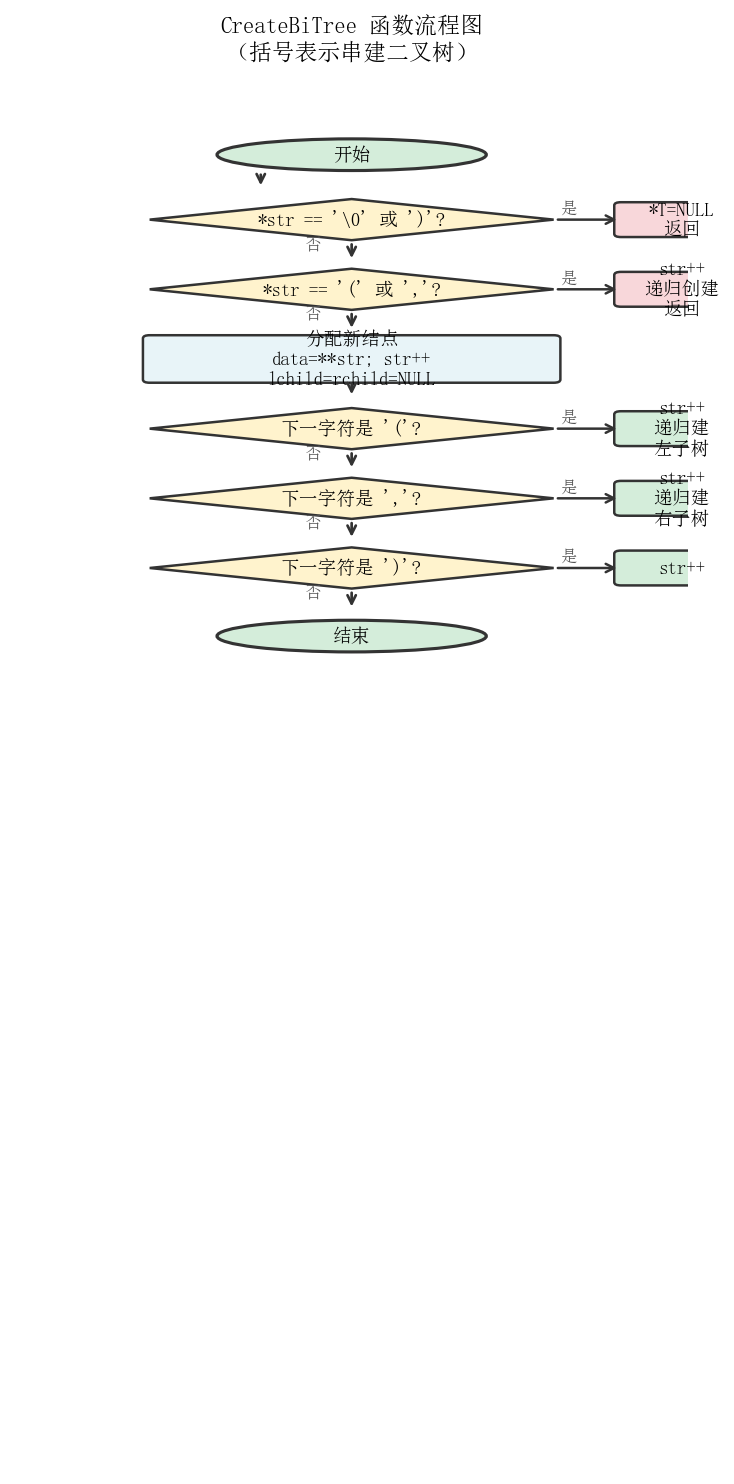 CreateBiTree 函数流程图
（括号表示串建二叉树）
开始
*str == '\0' 或 ')'?
是
*T=NULL
返回
否
*str == '(' 或 ','?
是
str++
递归创建
返回
否
分配新结点
data=**str; str++
lchild=rchild=NULL
下一字符是 '('?
是
str++
递归建
左子树
否
下一字符是 ','?
是
str++
递归建
右子树
否
下一字符是 ')'?
是
str++
否
结束